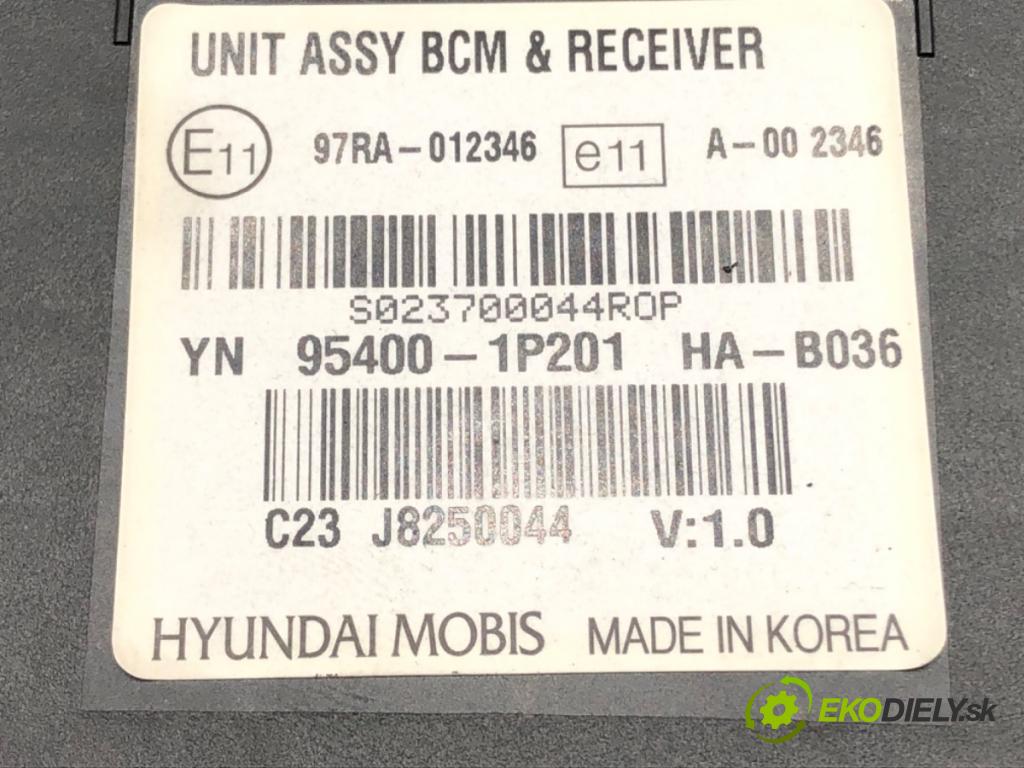 UNIT ASSY BCM & RECEIVER
E11 97RA-012346 e11 A-00 2346
S023700044ROP
YN 95400-1P201 HA-B036
C23 J8250044 V:1.0
HYUNDAI MOBIS MADE IN KOREA
EKODIELY.sk